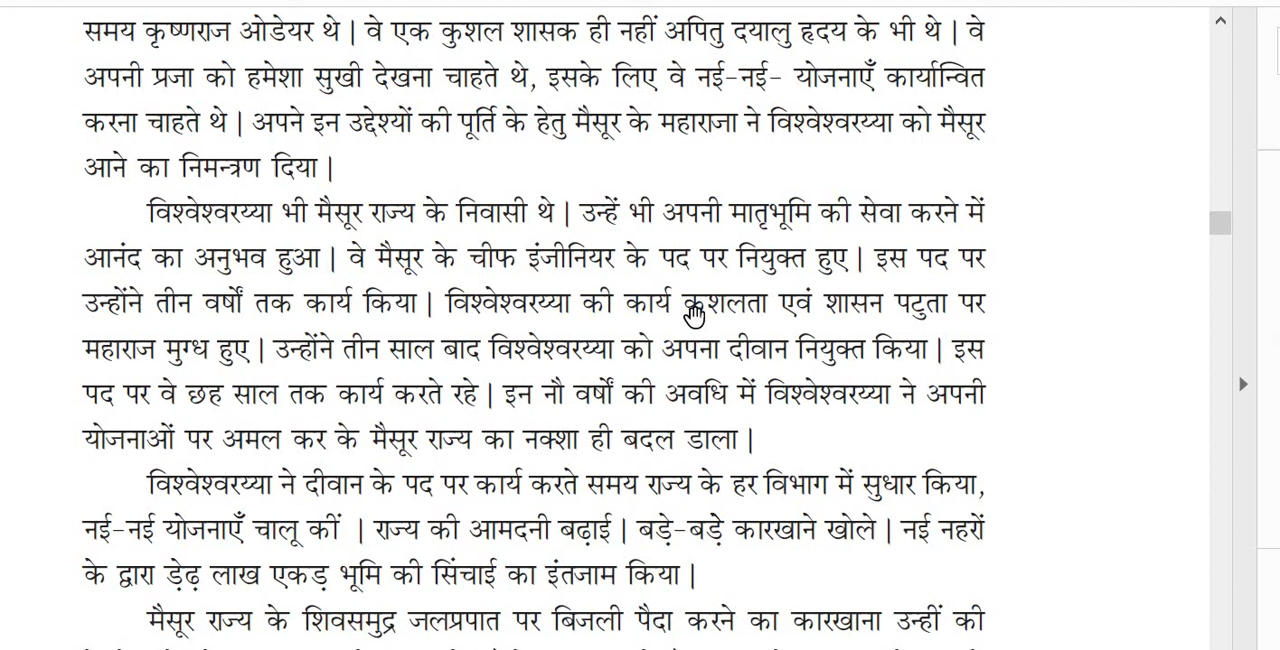 समय कृष्णराज ओडेयर थे | वे एक कुशल शासक ही नहीं अपितु दयालु हृदय के भी थे | वे
अपनी प्रजा को हमेशा सुखी देखना चाहते थे, इसके लिए वे नई-नई- योजनाएँ कार्यान्वित
करना चाहते थे | अपने इन उद्देश्यों की पूर्ति के हेतु मैसूर के महाराजा ने विश्वेश्वरय्या को मैसूर
आने का निमन्त्रण दिया |
विश्वेश्वरय्या भी मैसूर राज्य के निवासी थे | उन्हें भी अपनी मातृभूमि की सेवा करने में
आनंद का अनुभव हुआ | वे मैसूर के चीफ इंजीनियर के पद पर नियुक्त हुए | इस पद पर
उन्होंने तीन वर्षों तक कार्य किया | विश्वेश्वरय्या की कार्य कुशलता एवं शासन पटुता पर
महाराज मुग्ध हुए | उन्होंने तीन साल बाद विश्वेश्वरय्या को अपना दीवान नियुक्त किया | इस
पद पर वे छह साल तक कार्य करते रहे | इन नौ वर्षों की अवधि में विश्वेश्वरय्या ने अपनी
योजनाओं पर अमल कर के मैसूर राज्य का नक्शा ही बदल डाला |
विश्वेश्वरय्या ने दीवान के पद पर कार्य करते समय राज्य के हर विभाग में सुधार किया,
नई-नई योजनाएँ चालू कीं | राज्य की आमदनी बढ़ाई | बड़े-बड़े कारखाने खोले | नई नहरों
के द्वारा ड़ेढ़ लाख एकड़ भूमि की सिंचाई का इंतजाम किया |
मैसूर राज्य के शिवसमुद्र जलप्रपात पर बिजली पैदा करने का कारखाना उन्हीं की